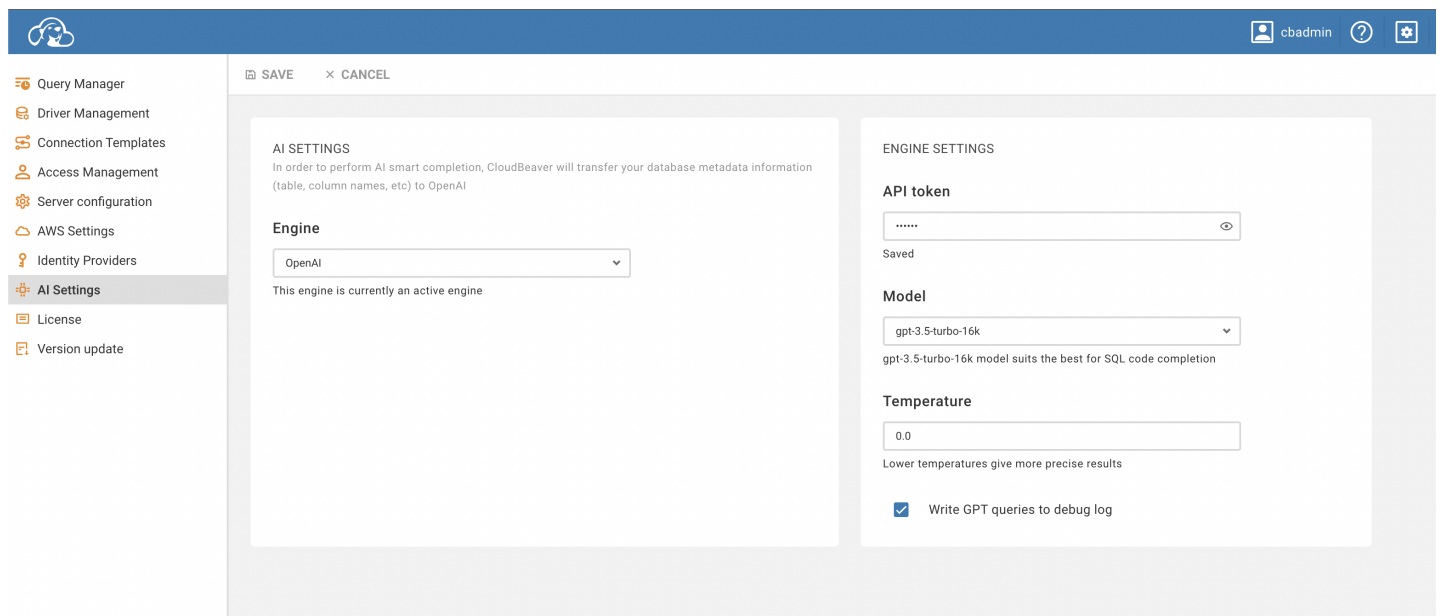 cbadmin
Query Manager
Driver Management
Connection Templates
Access Management
Server configuration
AWS Settings
Identity Providers
AI Settings
License
Version update
SAVE
CANCEL
AI SETTINGS
In order to perform AI smart completion, CloudBeaver will transfer your database metadata information
(table, column names, etc) to OpenAI
Engine
OpenAI
This engine is currently an active engine
ENGINE SETTINGS
API token
••••••
Saved
Model
gpt-3.5-turbo-16k
gpt-3.5-turbo-16k model suits the best for SQL code completion
Temperature
0.0
Lower temperatures give more precise results
Write GPT queries to debug log